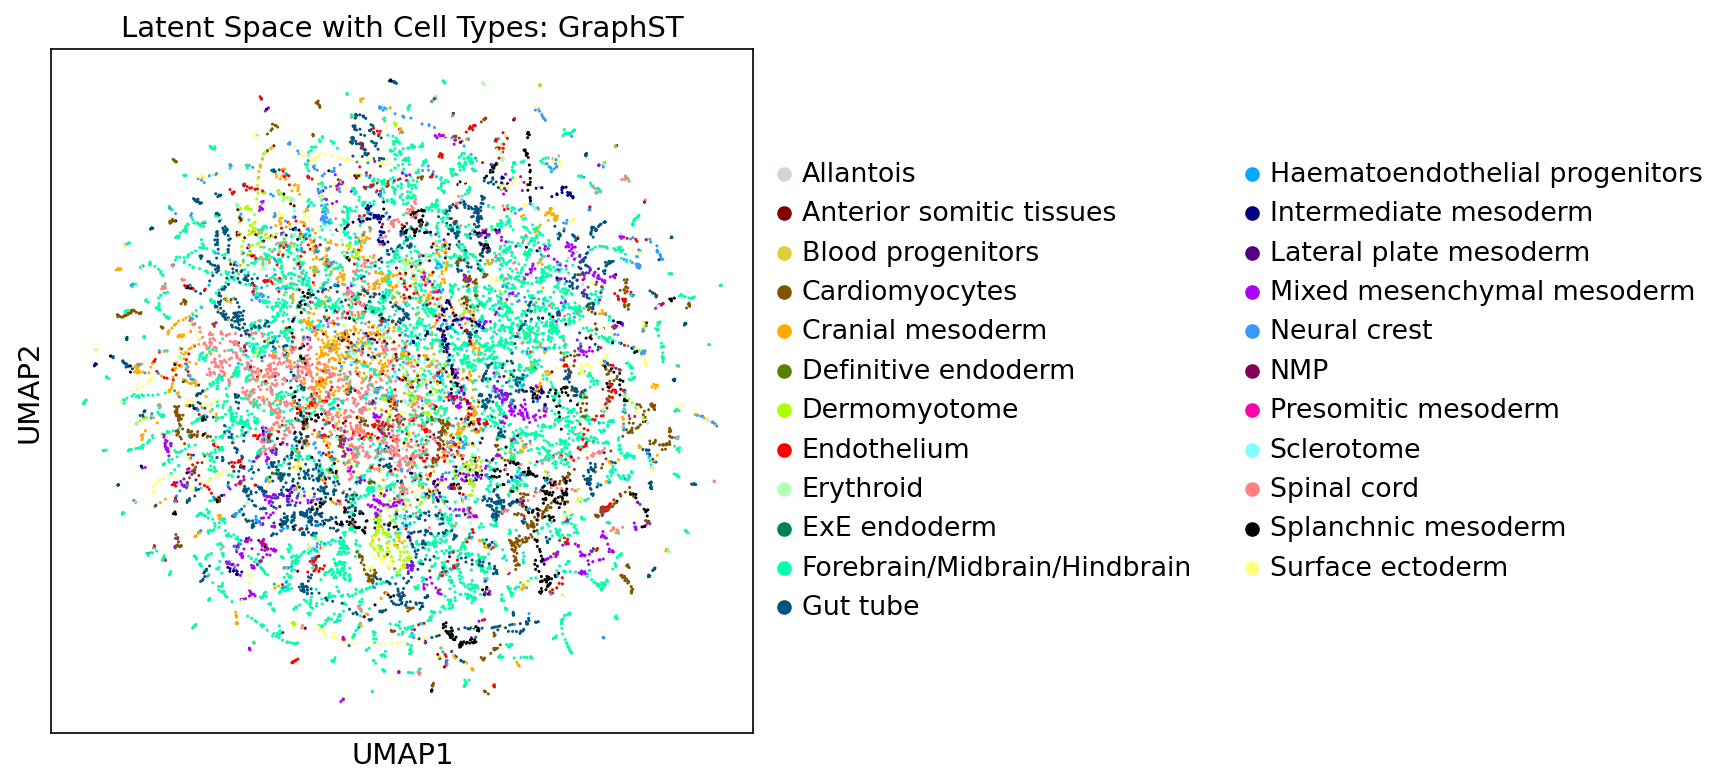 Latent Space with Cell Types: GraphST
UMAP2
UMAP1
Allantois
Anterior somitic tissues
Blood progenitors
Cardiomyocytes
Cranial mesoderm
Definitive endoderm
Dermomyotome
Endothelium
Erythroid
ExE endoderm
Forebrain/Midbrain/Hindbrain
Gut tube
Haematoendothelial progenitors
Intermediate mesoderm
Lateral plate mesoderm
Mixed mesenchymal mesoderm
Neural crest
NMP
Presomitic mesoderm
Sclerotome
Spinal cord
Splanchnic mesoderm
Surface ectoderm